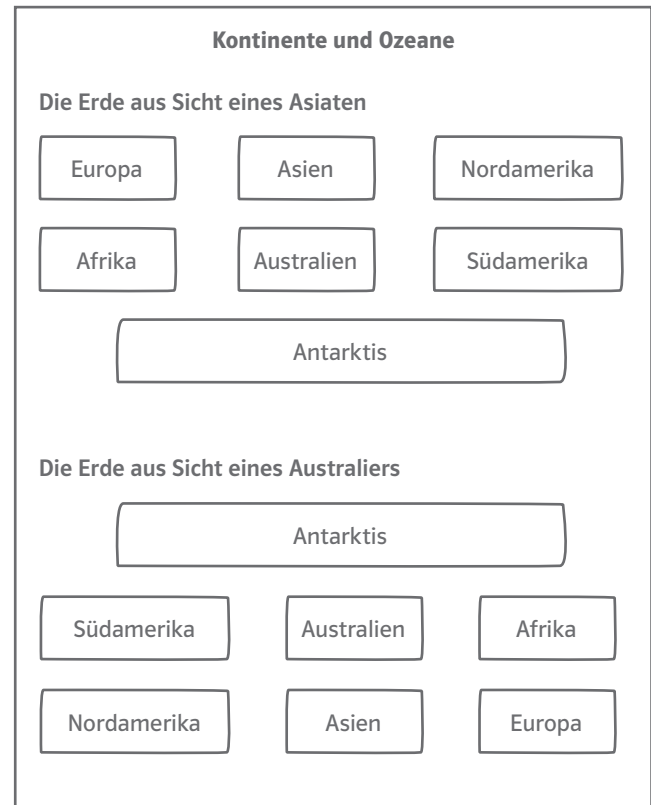 Kontinente und Ozeane
Die Erde aus Sicht eines Asiaten
Europa Asien Nordamerika
Afrika Australien Südamerika
Antarktis
Die Erde aus Sicht eines Australiers
Antarktis
Südamerika Australien Afrika
Nordamerika Asien Europa